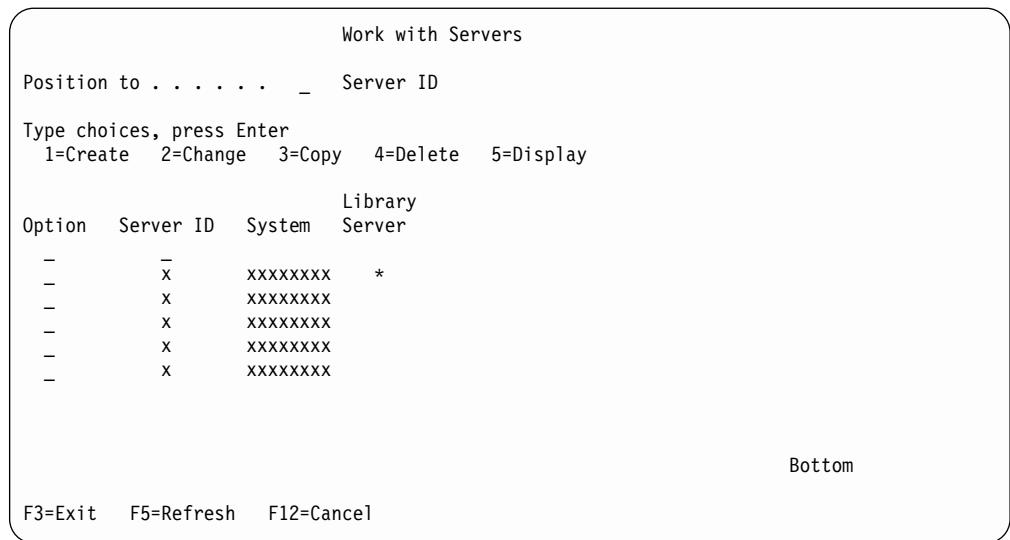 Work with Servers
Position to . . . . . .   _   Server ID
Type choices, press Enter
1=Create   2=Change   3=Copy   4=Delete   5=Display
Library
Option   Server ID   System   Server
_   _
_   x   xxxxxxxx   *
_   x   xxxxxxxx
_   x   xxxxxxxx
_   x   xxxxxxxx
_   x   xxxxxxxx
Bottom
F3=Exit   F5=Refresh   F12=Cancel